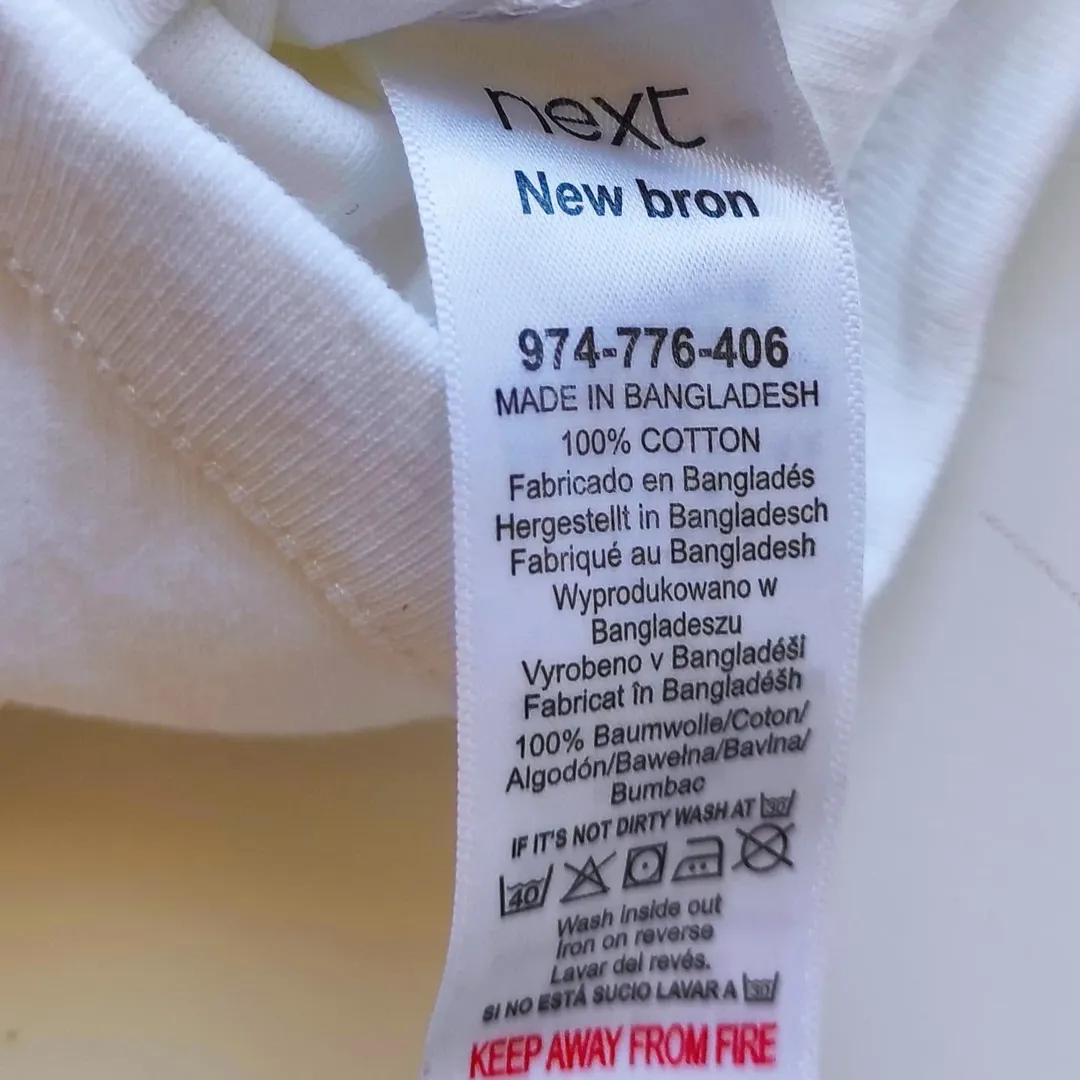 next
New bron
974-776-406
MADE IN BANGLADESH
100% COTTON
Fabricado en Bangladés
Hergestellt in Bangladesch
Fabriqué au Bangladesh
Wyprodukowano w
Bangladeszu
Vyrobeno v Bangladéši
Fabricat în Bangladéšh
100% Baumwolle/Coton/
Algodón/Bawełna/Bavlna/
Bumbac
IF IT'S NOT DIRTY WASH AT 30
40
Wash inside out
Iron on reverse
Lavar del revés.
SI NO ESTÁ SUCIO LAVAR A 30
KEEP AWAY FROM FIRE